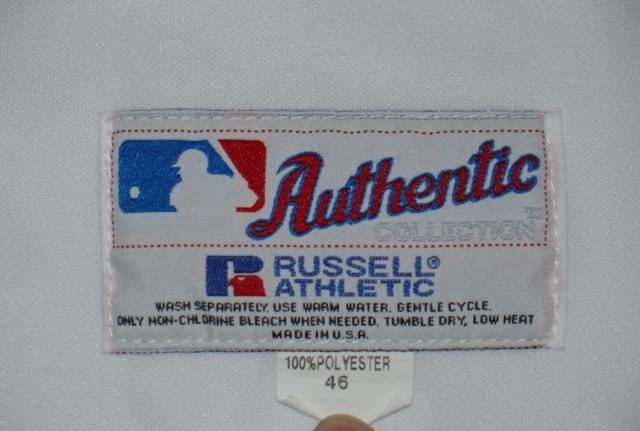 Authentic
COLLECTION™
RUSSELL®
ATHLETIC
WASH SEPARATELY. USE WARM WATER. GENTLE CYCLE.
ONLY NON-CHLORINE BLEACH WHEN NEEDED. TUMBLE DRY, LOW HEAT
MADE IN U.S.A.
100% POLYESTER
46